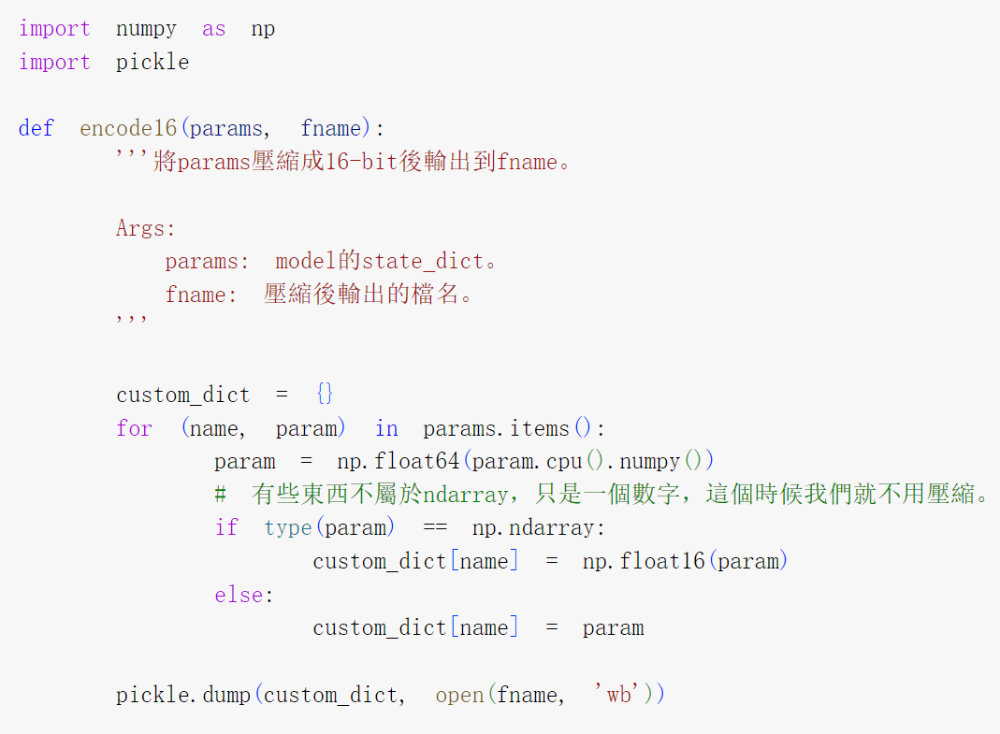 import numpy as np
import pickle

def encode16(params, fname):
    '''將params壓縮成16-bit後輸出到fname。

    Args:
      params: model的state_dict。
      fname: 壓縮後輸出的檔名。
    '''

    custom_dict = {}
    for (name, param) in params.items():
        param = np.float64(param.cpu().numpy())
        # 有些東西不屬於ndarray，只是一個數字，這個時候我們就不用壓縮。
        if type(param) == np.ndarray:
            custom_dict[name] = np.float16(param)
        else:
            custom_dict[name] = param

    pickle.dump(custom_dict, open(fname, 'wb'))